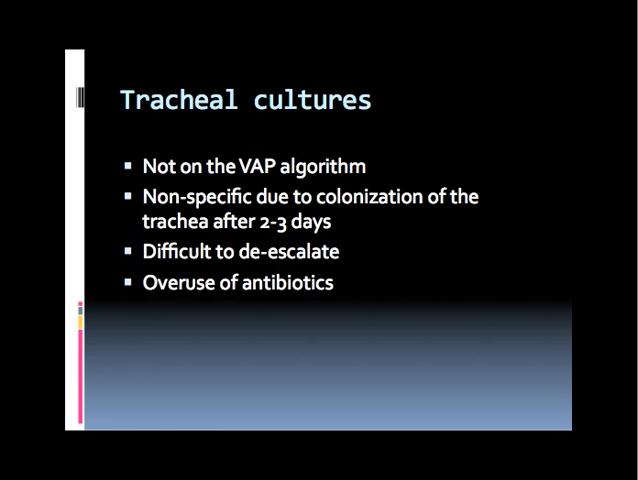 Tracheal cultures
Not on the VAP algorithm
Non-specific due to colonization of the
trachea after 2-3 days
Difficult to de-escalate
Overuse of antibiotics